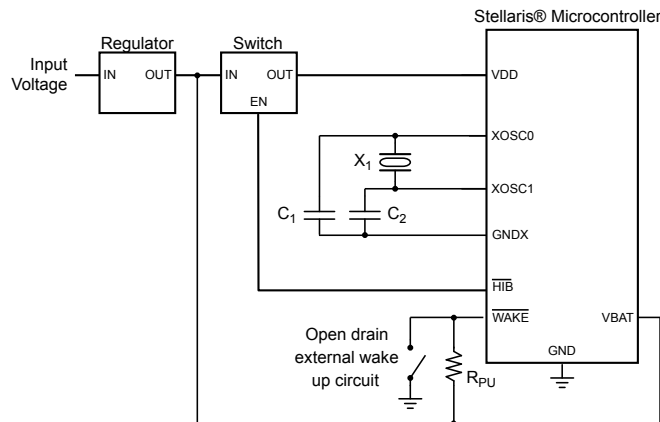 Stellaris® Microcontroller
Input
Voltage
Regulator
IN
OUT
Switch
IN
OUT
EN
VDD
XOSC0
X1
XOSC1
C1
C2
GNDX
HIB
WAKE
VBAT
Open drain
external wake
up circuit
RPU
GND